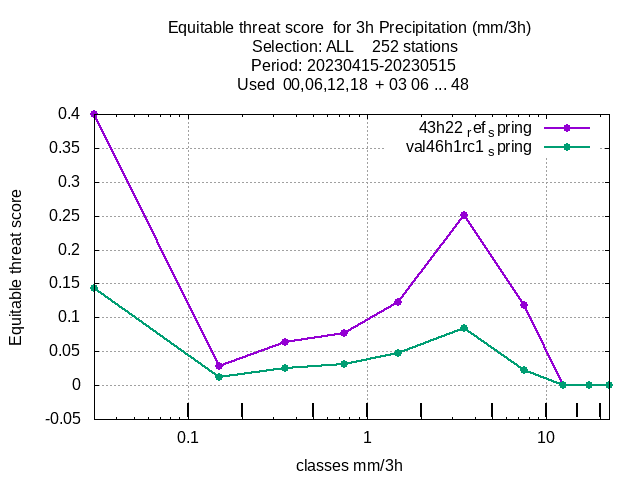 Equitable threat score for 3h Precipitation (mm/3h)
Selection: ALL 252 stations
Period: 20230415-20230515
Used 00,06,12,18 + 03 06 ... 48
43h22 refspring
val46h1rc1 spring
Equitable threat score
0.4
0.35
0.3
0.25
0.2
0.15
0.1
0.05
0
-0.05
0.1 1 10
classes mm/3h